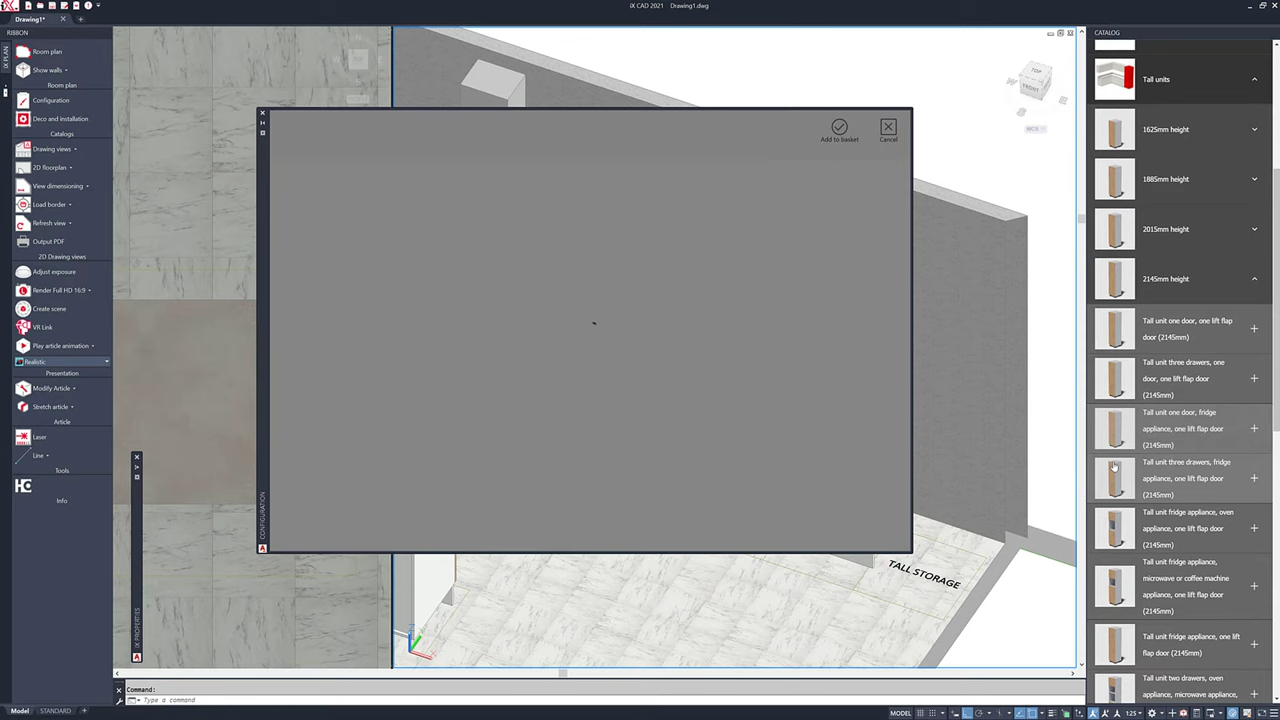 iX CAD 2021 Drawing1.dwg
Drawing1*
RIBBON
iX PLAN
Room plan
Show walls
Room plan
Configuration
Deco and installation
Catalogs
Drawing views
2D floorplan
View dimensioning
Load border
Refresh view
Output PDF
2D Drawing views
Adjust exposure
Render Full HD 16:9
Create scene
VR Link
Play article animation
Realistic
Presentation
Modify Article
Stretch article
Article
Laser
Line
Tools
Info
iX PROPERTIES
CONFIGURATION
Add to basket
Cancel
TOP
FRONT
WCS
TALL STORAGE
CATALOG
Tall units
1625mm height
1885mm height
2015mm height
2145mm height
Tall unit one door, one lift flap
door (2145mm)
Tall unit three drawers, one
door, one lift flap door
(2145mm)
Tall unit one door, fridge
appliance, one lift flap door
(2145mm)
Tall unit three drawers, fridge
appliance, one lift flap door
(2145mm)
Tall unit fridge appliance, oven
appliance, one lift flap door
(2145mm)
Tall unit fridge appliance,
microwave or coffee machine
appliance, one lift flap door
(2145mm)
Tall unit fridge appliance, one lift
flap door (2145mm)
Tall unit two drawers, oven
appliance, microwave appliance,
Command:
Type a command
Model
STANDARD
MODEL
1:25